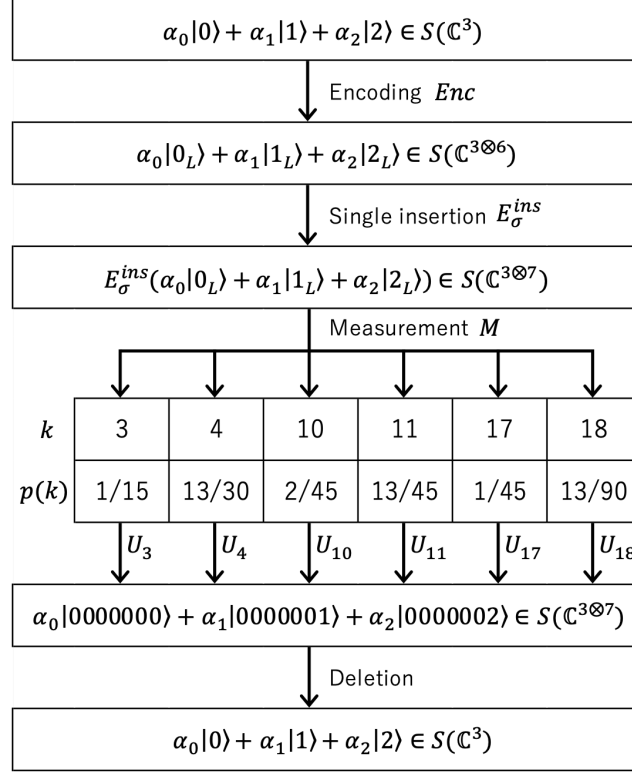 α₀|0⟩ + α₁|1⟩ + α₂|2⟩ ∈ S(ℂ³)
Encoding Enc
α₀|0_L⟩ + α₁|1_L⟩ + α₂|2_L⟩ ∈ S(ℂ^{3⊗6})
Single insertion E_σ^{ins}
E_σ^{ins}(α₀|0_L⟩ + α₁|1_L⟩ + α₂|2_L⟩) ∈ S(ℂ^{3⊗7})
Measurement M
k 3 4 10 11 17 18
p(k) 1/15 13/30 2/45 13/45 1/45 13/90
U₃ U₄ U₁₀ U₁₁ U₁₇ U₁₈
α₀|0000000⟩ + α₁|0000001⟩ + α₂|0000002⟩ ∈ S(ℂ^{3⊗7})
Deletion
α₀|0⟩ + α₁|1⟩ + α₂|2⟩ ∈ S(ℂ³)